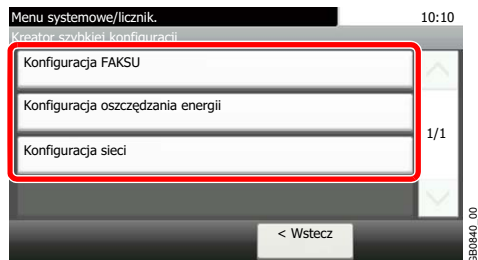 Menu systemowe/licznik.
10:10
Kreator szybkiej konfiguracji
Konfiguracja FAKSU
Konfiguracja oszczędzania energii
1/1
Konfiguracja sieci
< Wstecz
GB0840_00